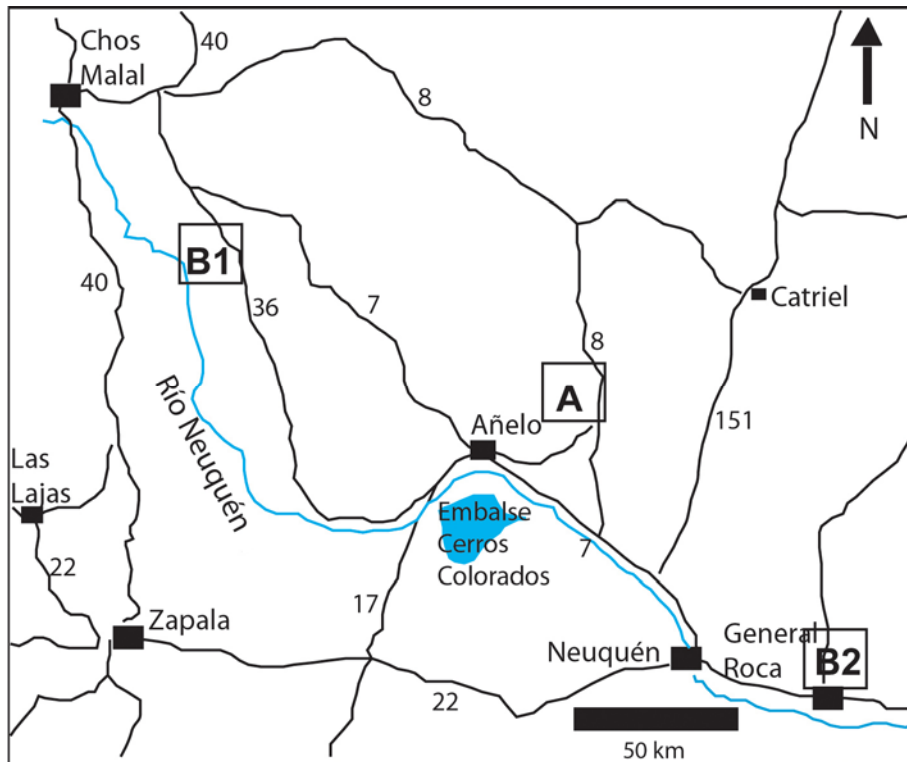 Chos
Malal
40
8
N
B1
40
36
7
Catriel
8
A
151
Río Neuquén
Añelo
Las
Lajas
Embalse
Cerros
Colorados
7
22
17
Zapala
Neuquén
General
Roca
B2
22
50 km